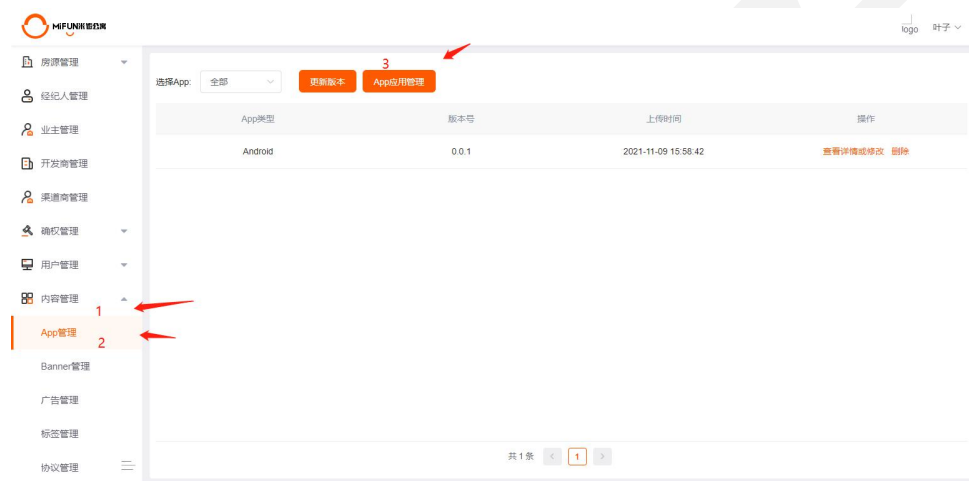 MiFUN米饭公寓
logo 叶子
房源管理
经纪人管理
业主管理
开发商管理
渠道商管理
确权管理
用户管理
内容管理
1
App管理
2
Banner管理
广告管理
标签管理
协议管理
3
选择App: 全部 更新版本 App应用管理
App类型 版本号 上传时间 操作
Android 0.0.1 2021-11-09 15:58:42 查看详情或修改 删除
共 1 条 < 1 >